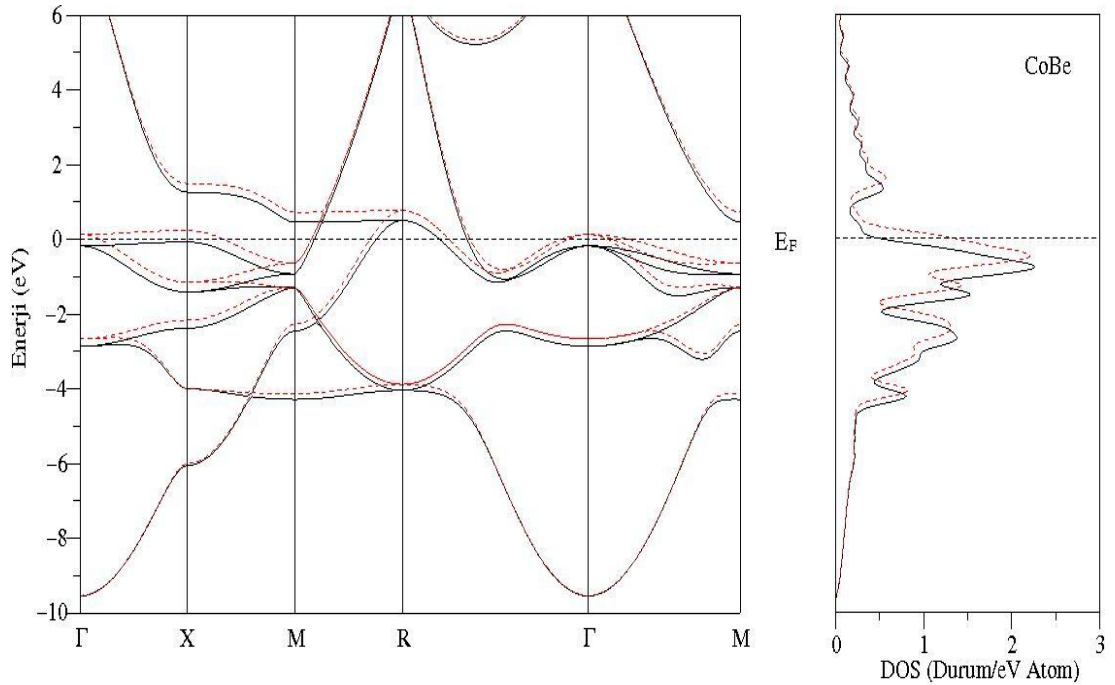 6
4
2
0
−2
−4
−6
−8
−10
Enerji (eV)
Γ X M R Γ M
CoBe
E_F
0 1 2 3
DOS (Durum/eV Atom)